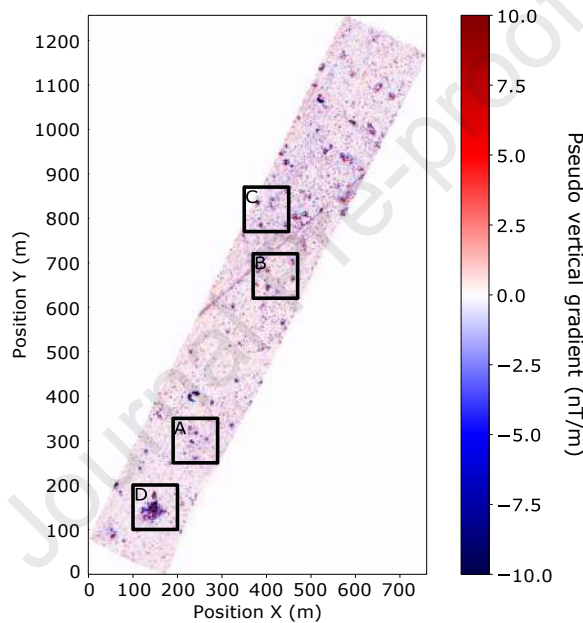 1200
1100
1000
900
800
700
600
500
400
300
200
100
0
Position Y (m)
C
B
A
D
0 100 200 300 400 500 600 700
Position X (m)
10.0
7.5
5.0
2.5
0.0
−2.5
−5.0
−7.5
−10.0
Pseudo vertical gradient (nT/m)
Journal Pre-proof